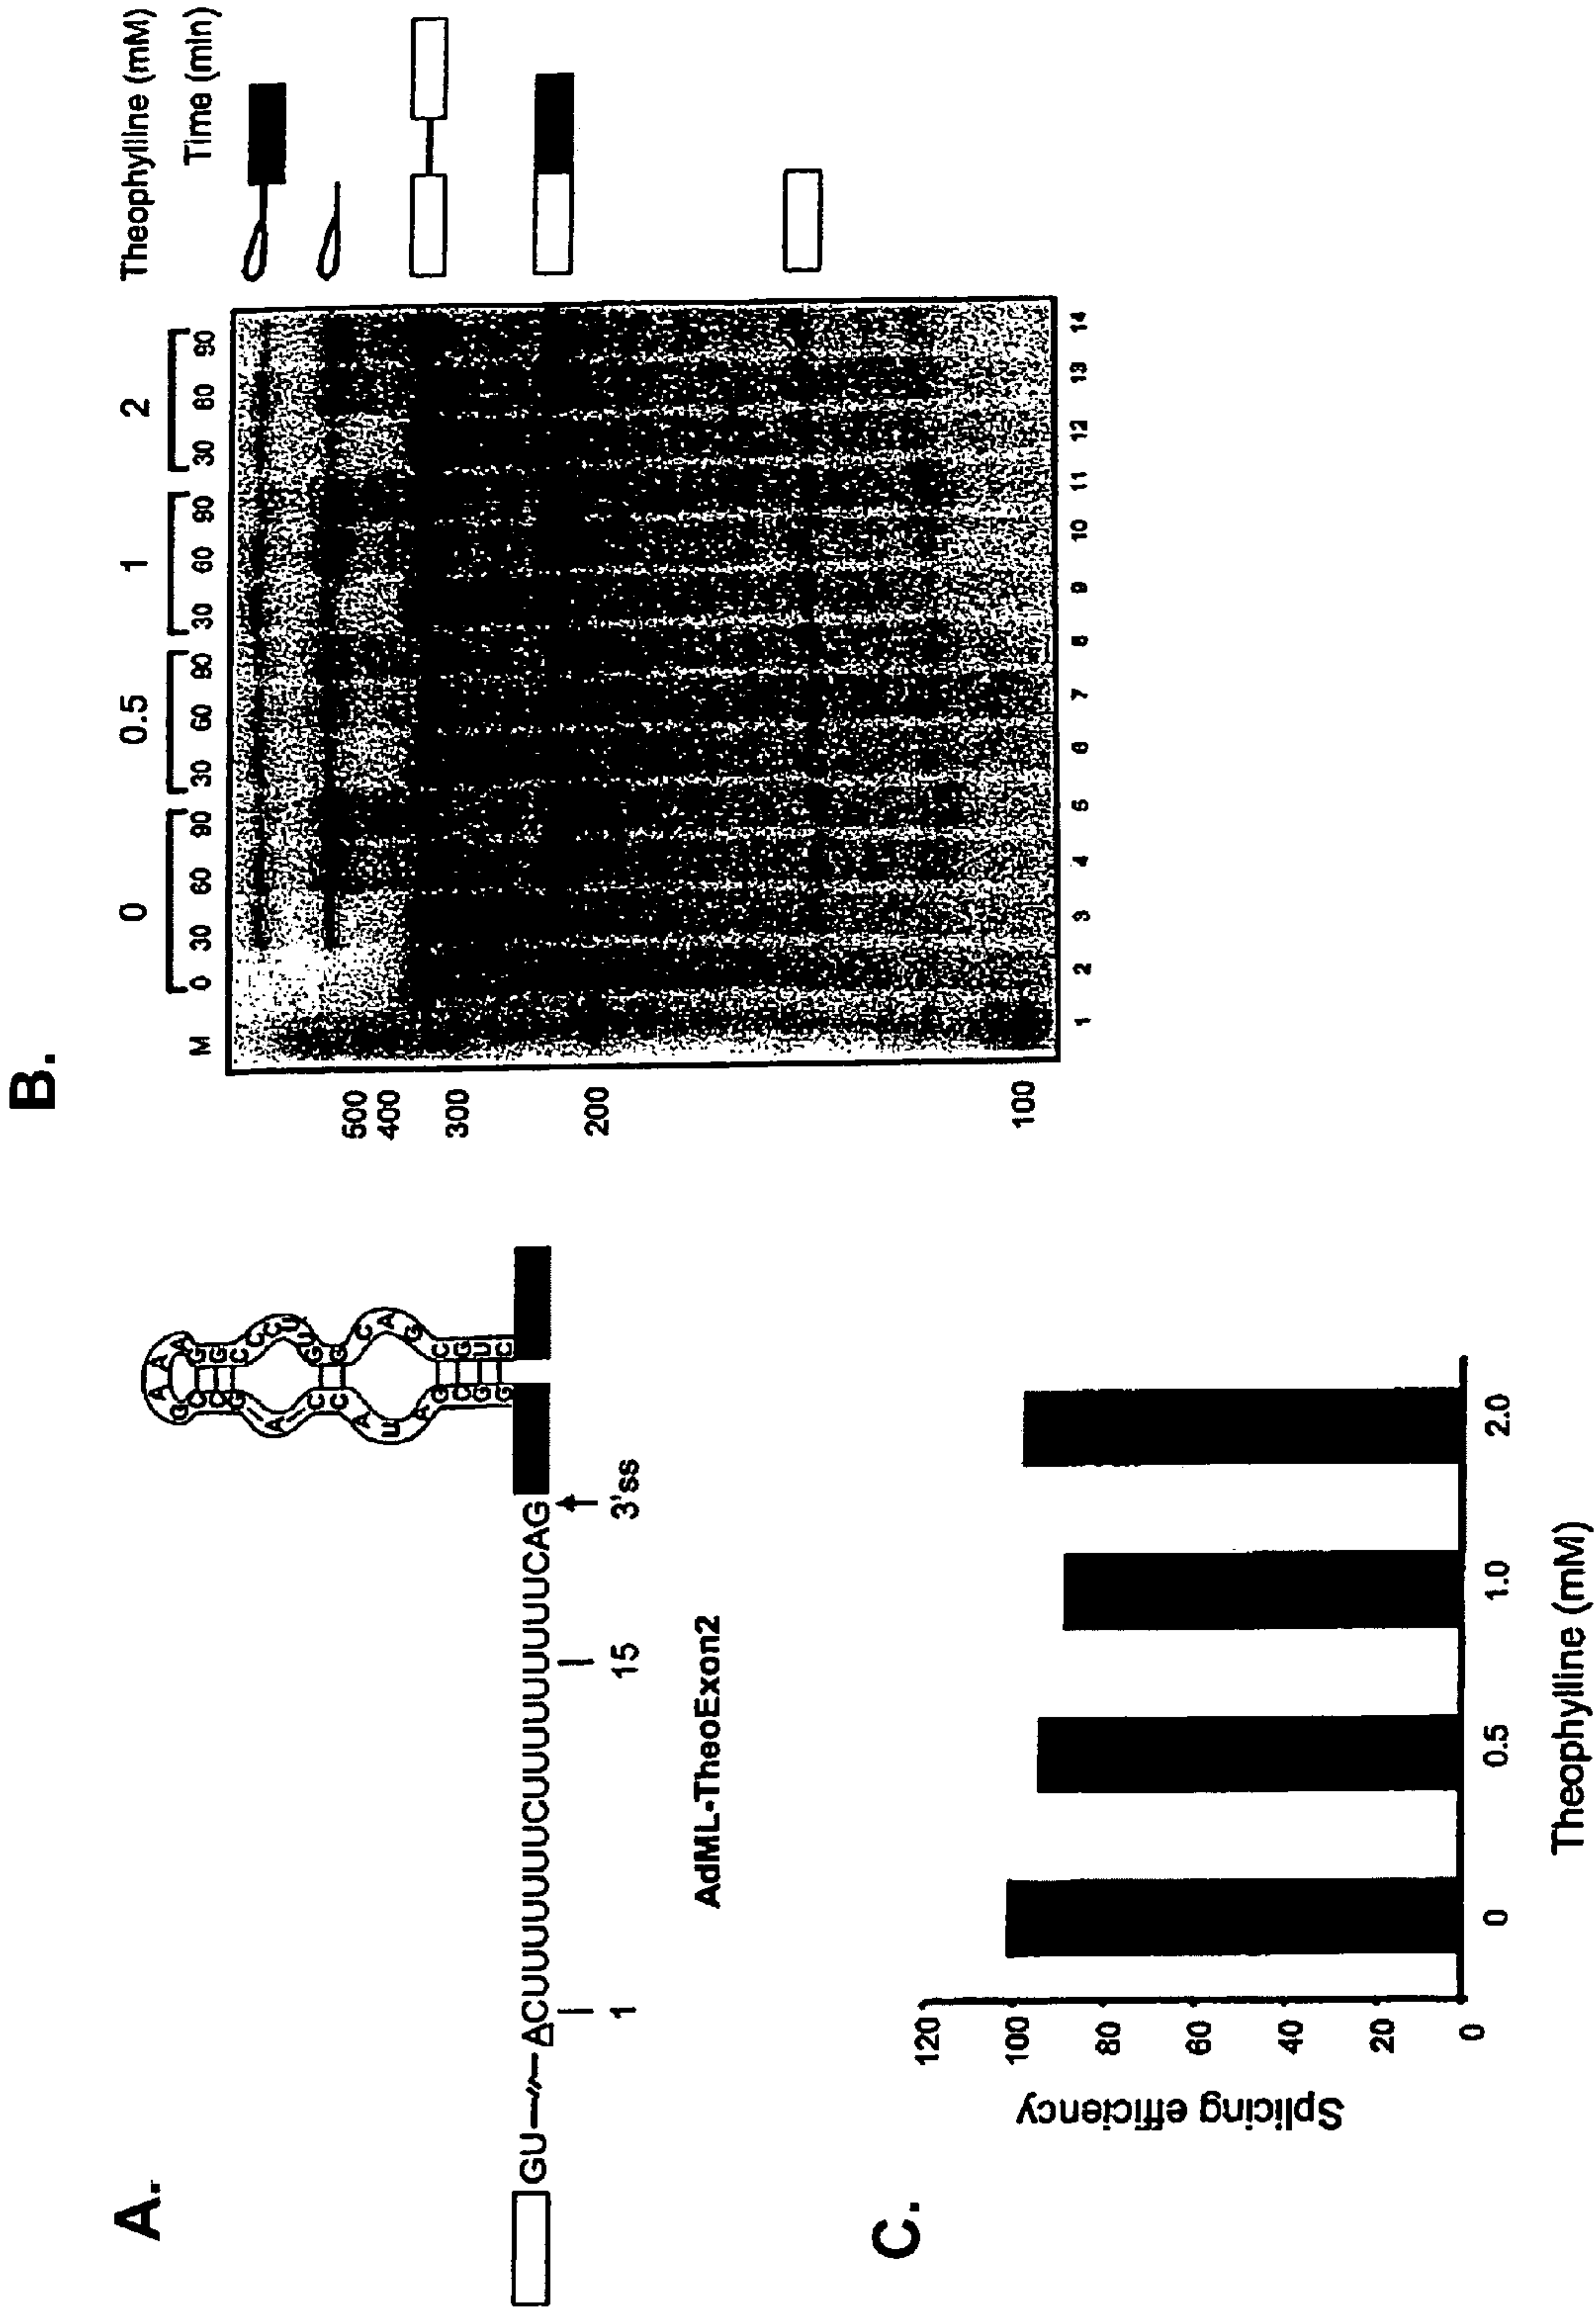 A.
GU
ACUUUUUUUCUUUUUUUUUCAG
1
15
3'ss
GGCGAUACCAGCCGAAAGGCCCUUGGCAGCGUC
AdML-TheoExon2
B.
0 0.5 1 2 Theophylline (mM)
M 0 30 60 90 30 60 90 30 60 90 30 60 90 Time (min)
500
400
300
200
100
1 2 3 4 5 6 7 8 9 10 11 12 13 14
C.
Splicing efficiency
120
100
80
60
40
20
0
0 0.5 1.0 2.0
Theophylline (mM)